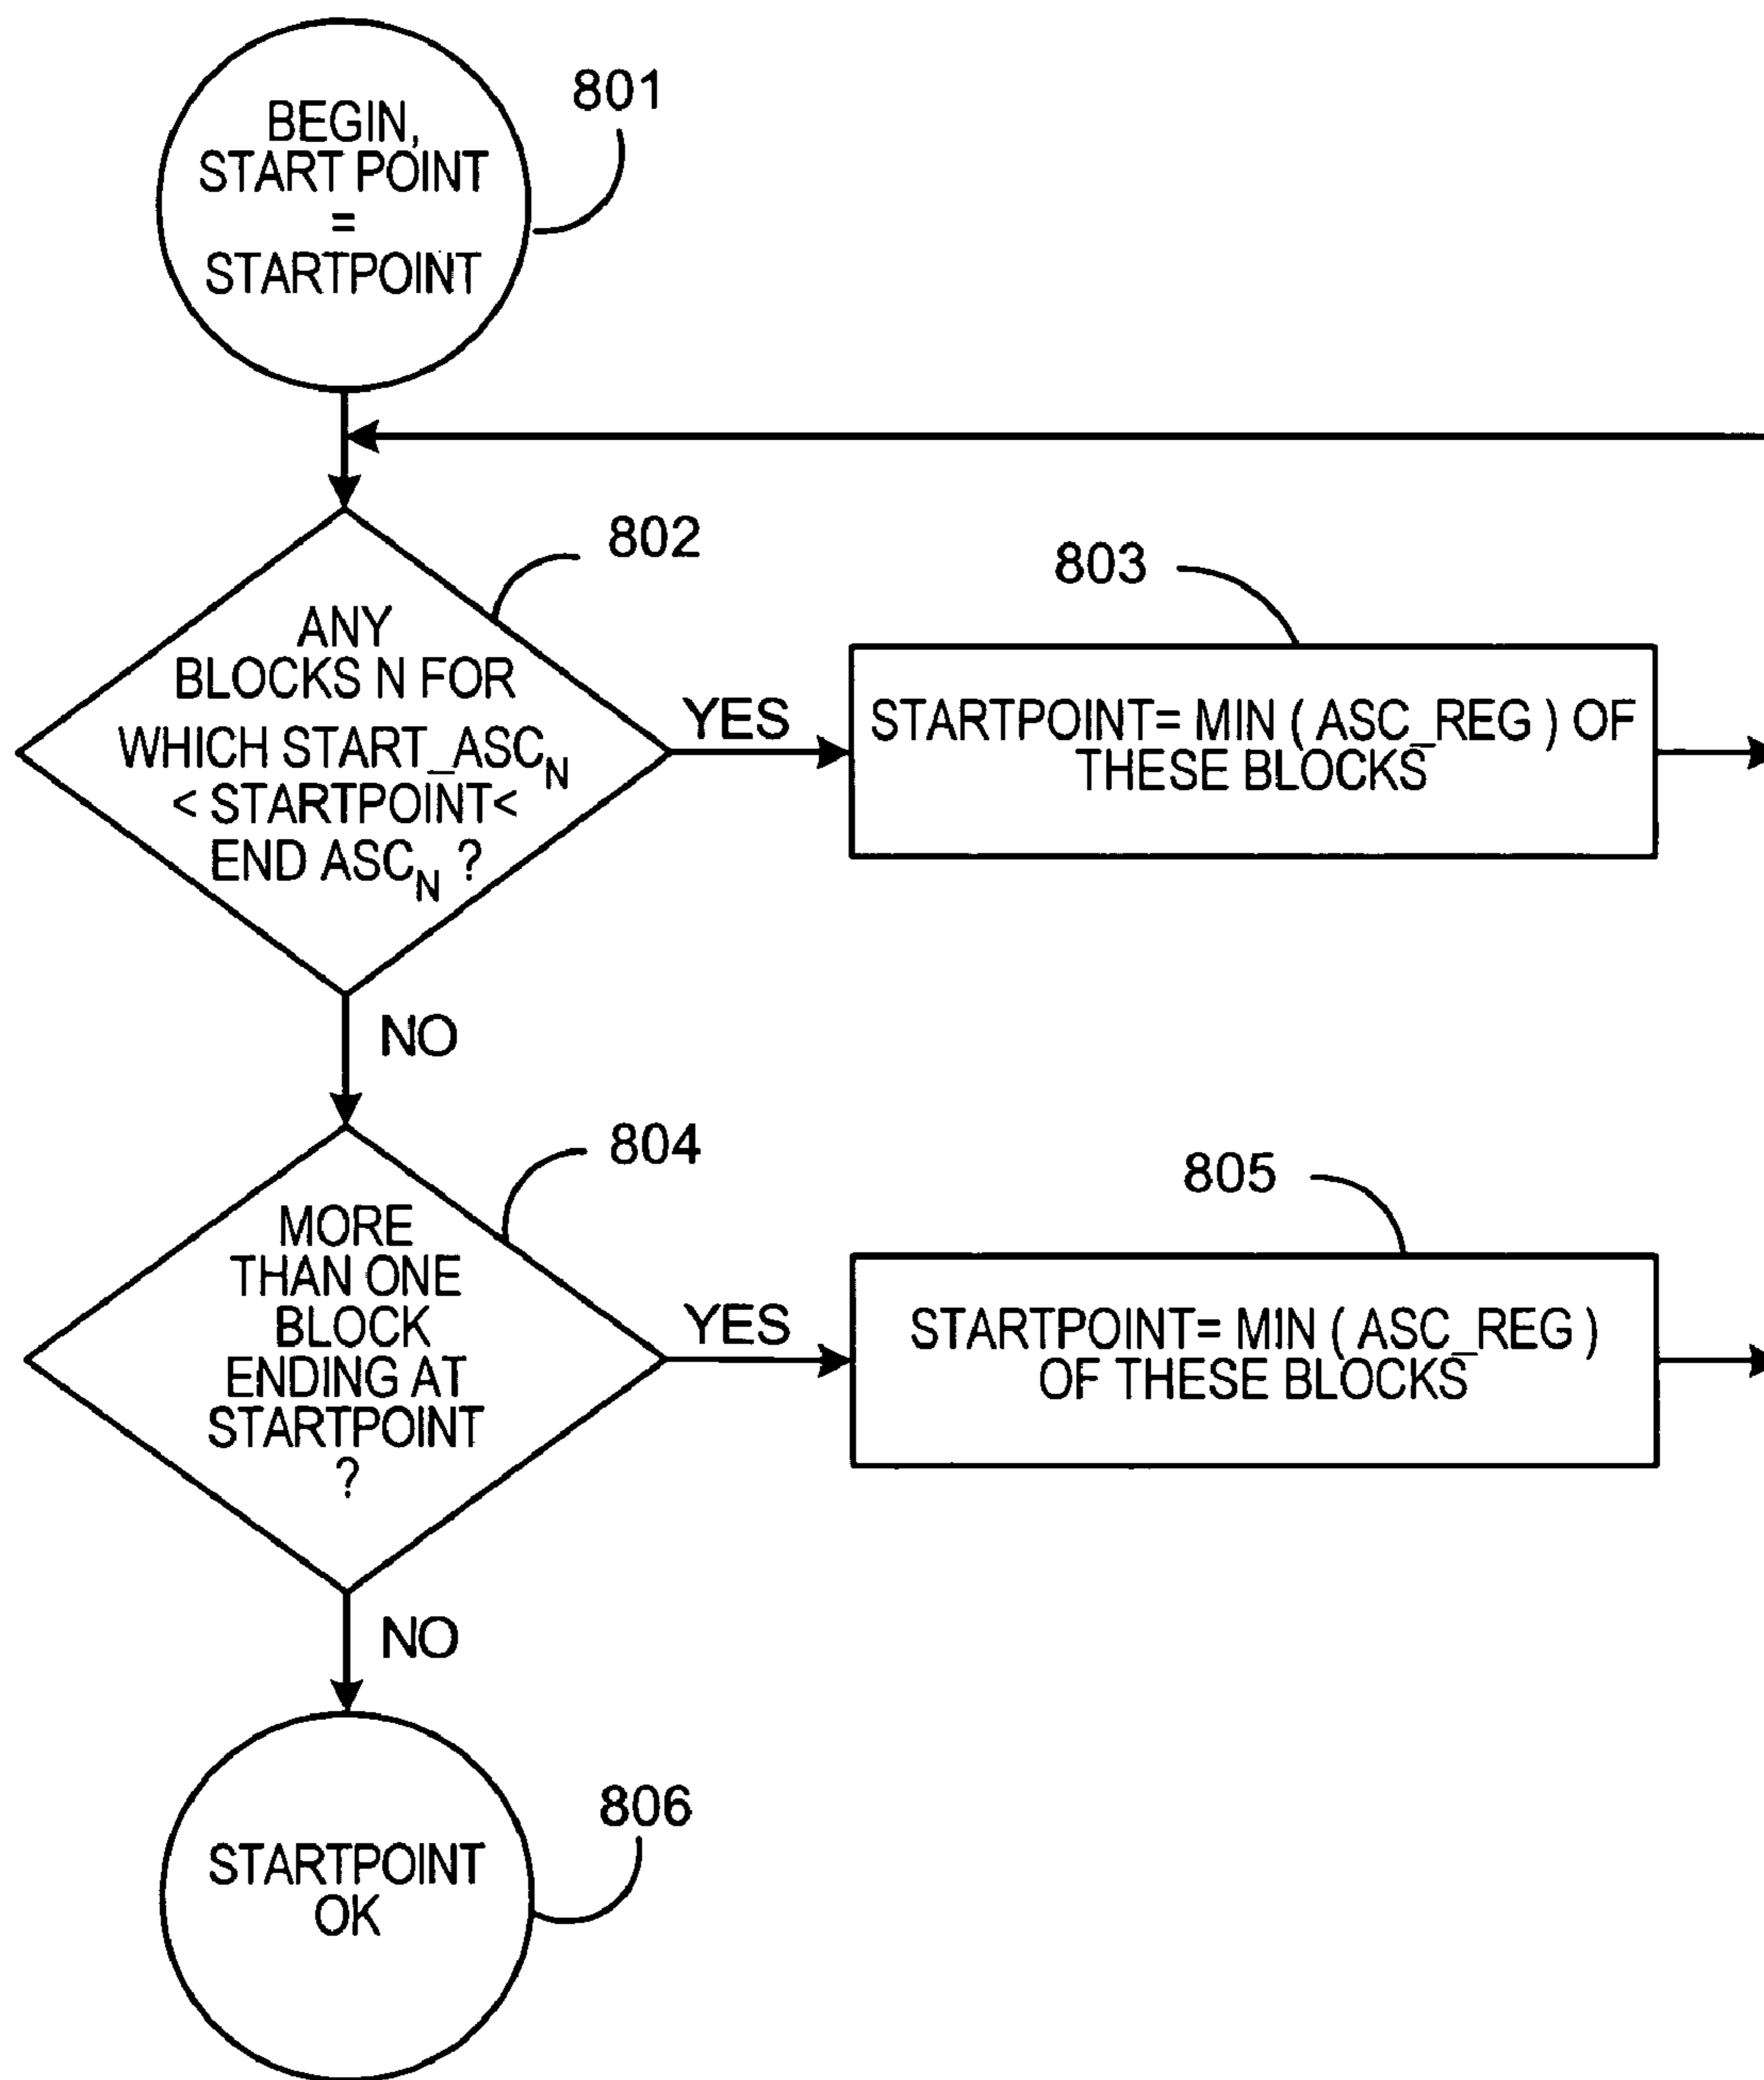 BEGIN,
START POINT
=
STARTPOINT
801
802
ANY
BLOCKS N FOR
WHICH START_ASCN
< STARTPOINT<
END ASCN ?
YES
803
STARTPOINT= MIN ( ASC_REG ) OF
THESE BLOCKS
NO
804
MORE
THAN ONE
BLOCK
ENDING AT
STARTPOINT
?
YES
805
STARTPOINT= MIN ( ASC_REG )
OF THESE BLOCKS
NO
806
STARTPOINT
OK